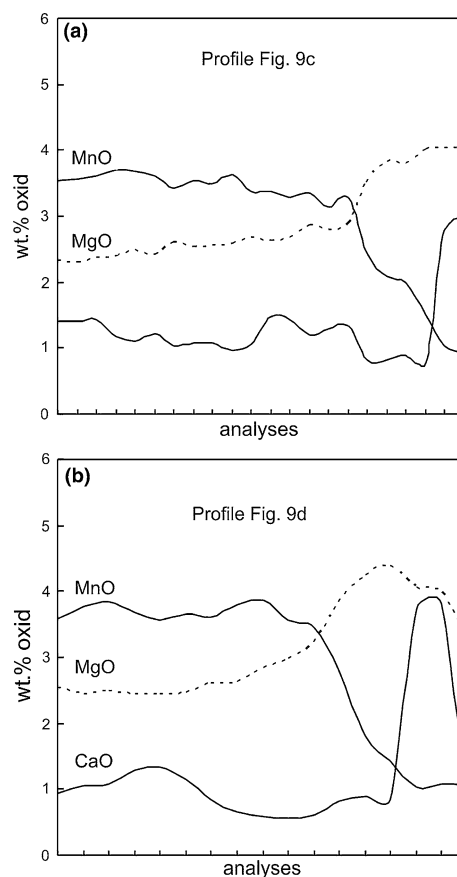 (a)
Profile Fig. 9c
6
5
4
3
2
1
0
wt.% oxid
MnO
MgO
analyses
(b)
Profile Fig. 9d
6
5
4
3
2
1
0
wt.% oxid
MnO
MgO
CaO
analyses